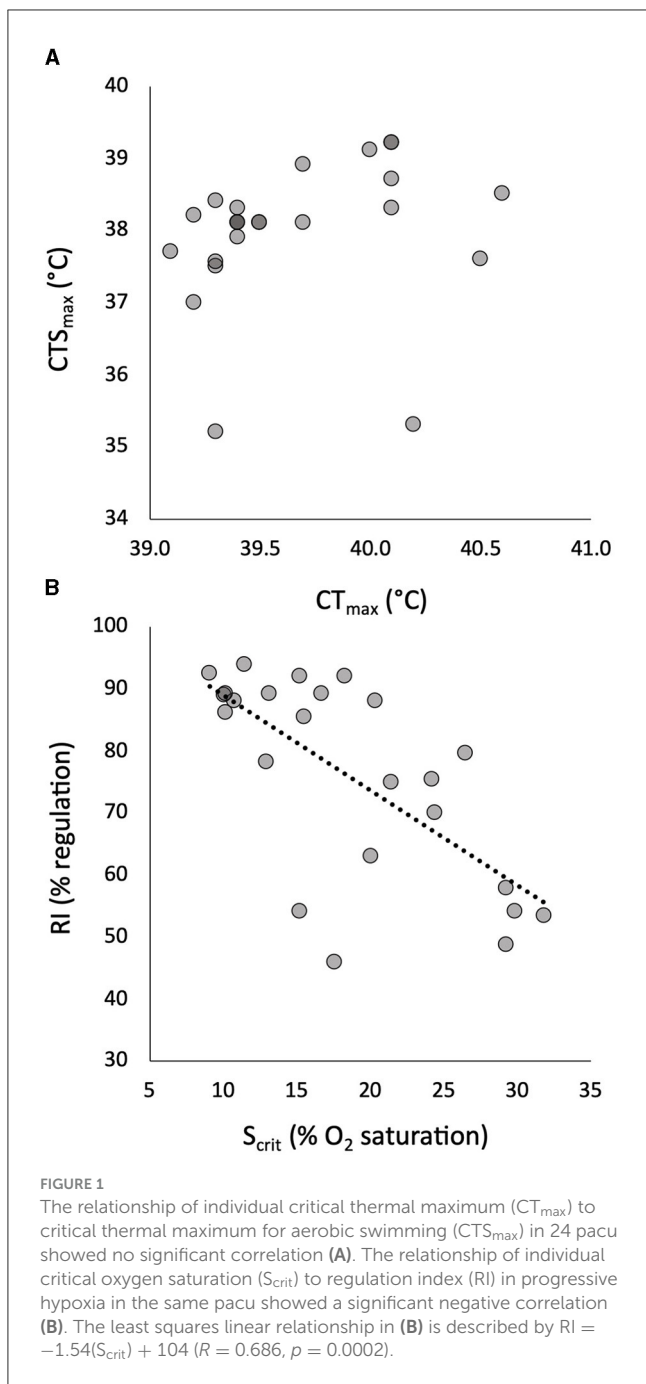 A
40
39
38
37
36
35
34
CTSmax (°C)
39.0 39.5 40.0 40.5 41.0
CTmax (°C)
B
100
90
80
70
60
50
40
30
RI (% regulation)
5 10 15 20 25 30 35
Scrit (% O2 saturation)
FIGURE 1
The relationship of individual critical thermal maximum (CTmax) to
critical thermal maximum for aerobic swimming (CTSmax) in 24 pacu
showed no significant correlation (A). The relationship of individual
critical oxygen saturation (Scrit) to regulation index (RI) in progressive
hypoxia in the same pacu showed a significant negative correlation
(B). The least squares linear relationship in (B) is described by RI =
−1.54(Scrit) + 104 (R = 0.686, p = 0.0002).